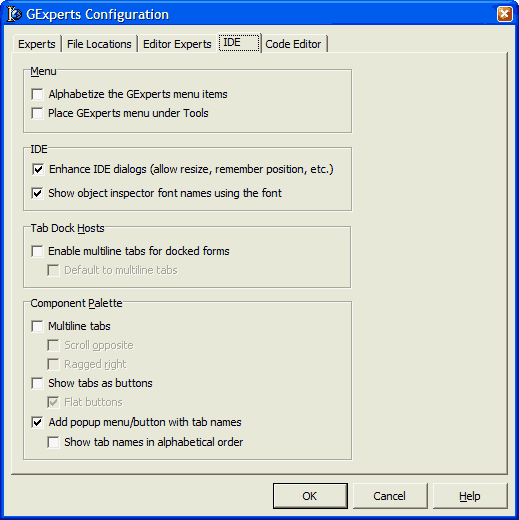 GExperts Configuration
Experts File Locations Editor Experts IDE Code Editor
Menu
Alphabetize the GExperts menu items
Place GExperts menu under Tools
IDE
Enhance IDE dialogs (allow resize, remember position, etc.)
Show object inspector font names using the font
Tab Dock Hosts
Enable multiline tabs for docked forms
Default to multiline tabs
Component Palette
Multiline tabs
Scroll opposite
Ragged right
Show tabs as buttons
Flat buttons
Add popup menu/button with tab names
Show tab names in alphabetical order
OK Cancel Help